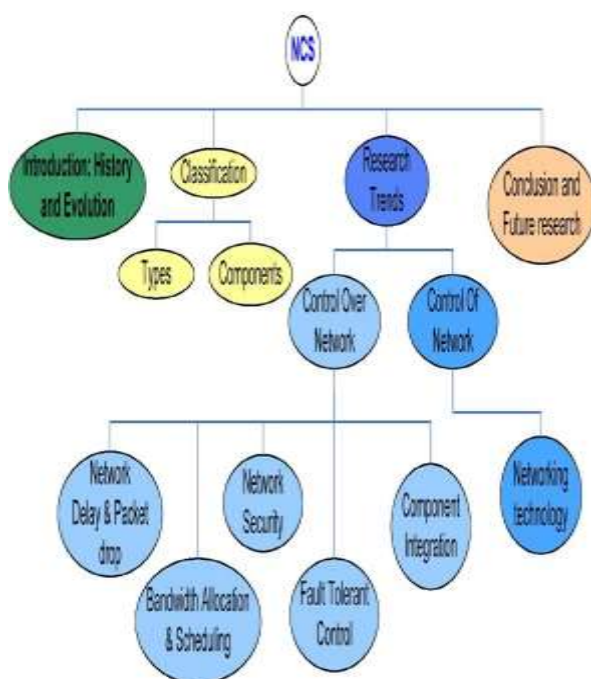 NCS
Introduction: History
and Evolution
Classification
Research
Trends
Conclusion and
Future research
Types
Components
Control Over
Network
Control Of
Network
Network
Delay & Packet
drop
Bandwidth Allocation
& Scheduling
Network
Security
Fault Tolerant
Control
Component
Integration
Networking
technology